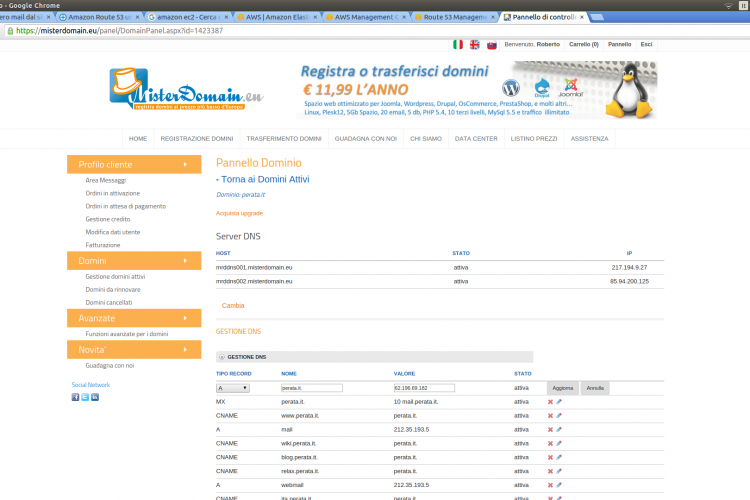 o - Google Chrome
ero mail dal si
Amazon Route 53 un
amazon ec2 - Cerca c
AWS | Amazon Elast
AWS Management C
Route 53 Manageme
Pannello di controllo
https://misterdomain.eu/panel/DomainPanel.aspx?id=1423387
Benvenuto, Roberto Carrello (0) Pannello Esci
MisterDomain.eu
registra domini al prezzo più basso d'Europa
Registra o trasferisci domini
€ 11,99 L'ANNO
Spazio web ottimizzato per Joomla, Wordpress, Drupal, OsCommerce, PrestaShop, e molti altri...
Linux, Plesk12, 5Gb Spazio, 20 email, 5 db, PHP 5.4, 10 terzi livelli, MySql 5.5 e traffico illimitato
Drupal
Joomla!
HOME REGISTRAZIONE DOMINI TRASFERIMENTO DOMINI GUADAGNA CON NOI CHI SIAMO DATA CENTER LISTINO PREZZI ASSISTENZA
Profilo cliente
Area Messaggi
Ordini in attivazione
Ordini in attesa di pagamento
Gestione credito
Modifica dati utente
Fatturazione
Domini
Gestione domini attivi
Domini da rinnovare
Domini cancellati
Avanzate
Funzioni avanzate per i domini
Novita'
Guadagna con noi
Social Network
Pannello Dominio
- Torna ai Domini Attivi
Dominio: perata.it
Acquista upgrade
Server DNS
HOST STATO IP
mrddns001.misterdomain.eu attiva 217.194.9.27
mrddns002.misterdomain.eu attiva 85.94.200.125
Cambia
GESTIONE DNS
GESTIONE DNS
TIPO RECORD NOME VALORE STATO
A perata.it. 62.196.69.182 attiva Aggiorna Annulla
MX perata.it. 10 mail.perata.it. attiva
CNAME www.perata.it. perata.it. attiva
A mail 212.35.193.5 attiva
CNAME wiki.perata.it. perata.it. attiva
CNAME blog.perata.it. perata.it. attiva
CNAME relax.perata.it. perata.it. attiva
A webmail 212.35.193.5 attiva
CNAME ita.perata.it. perata.it. attiva